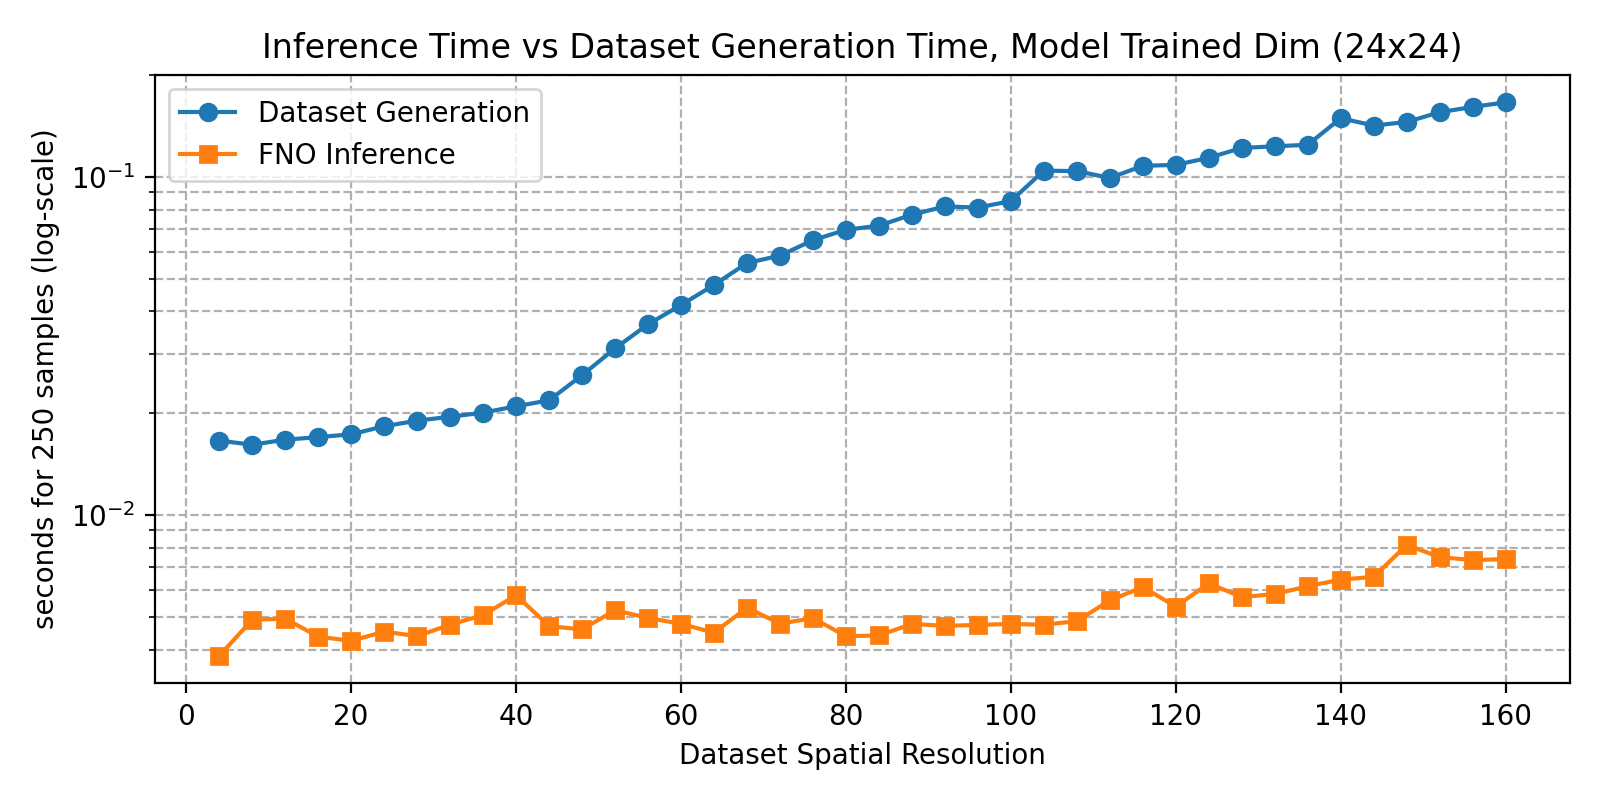 Inference Time vs Dataset Generation Time, Model Trained Dim (24x24)
Dataset Generation
FNO Inference
seconds for 250 samples (log-scale)
10⁻¹
10⁻²
0 20 40 60 80 100 120 140 160
Dataset Spatial Resolution